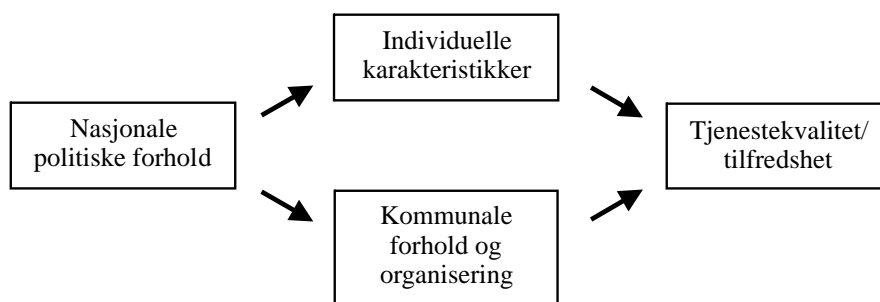 Nasjonale
politiske forhold
Individuelle
karakteristikker
Kommunale
forhold og
organisering
Tjenestekvalitet/
tilfredshet